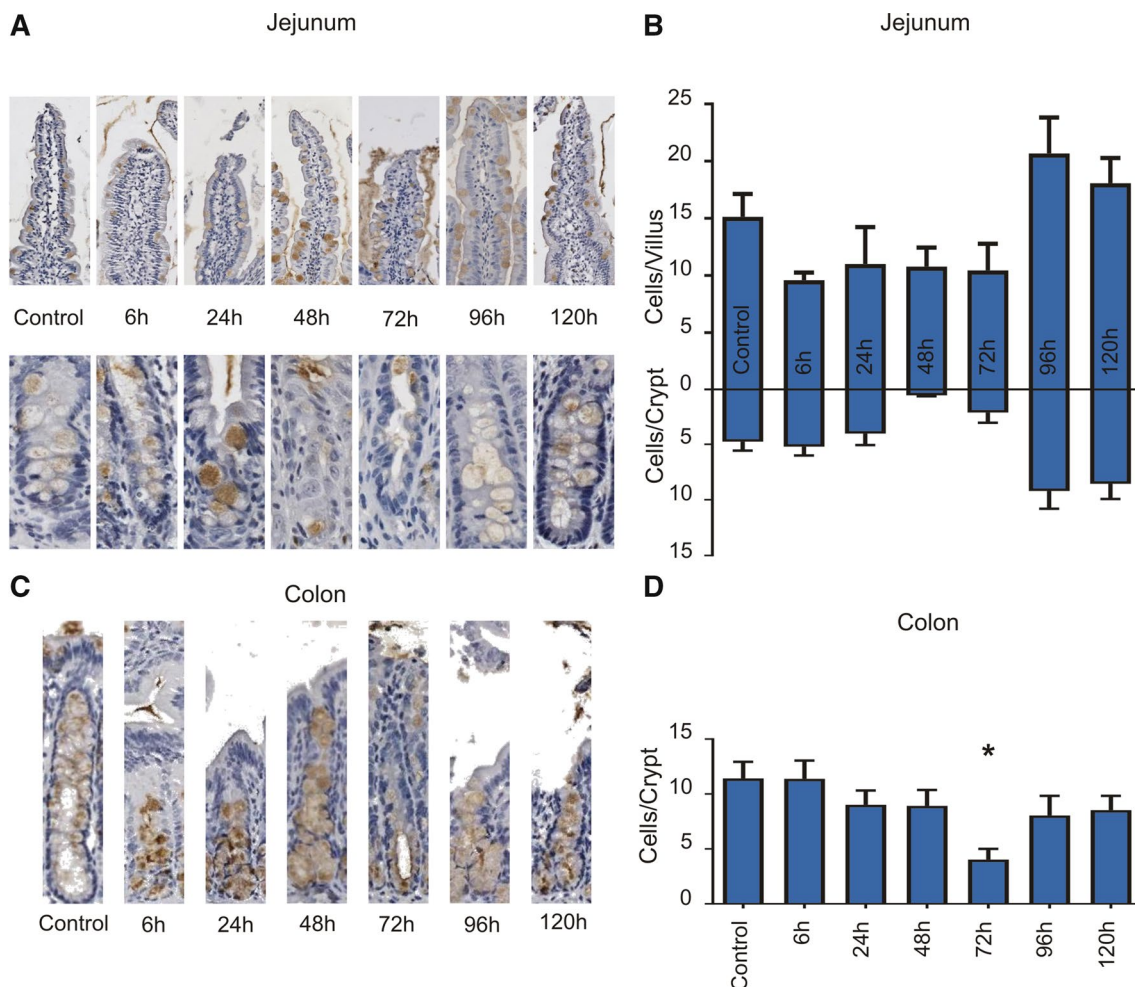 A
Jejunum
Control 6h 24h 48h 72h 96h 120h
B
Jejunum
25
20
15
10
5
0
5
10
15
Cells/Villus
Cells/Crypt
Control 6h 24h 48h 72h 96h 120h
C
Colon
Control 6h 24h 48h 72h 96h 120h
D
Colon
15
10
5
0
Cells/Crypt
*
Control 6h 24h 48h 72h 96h 120h